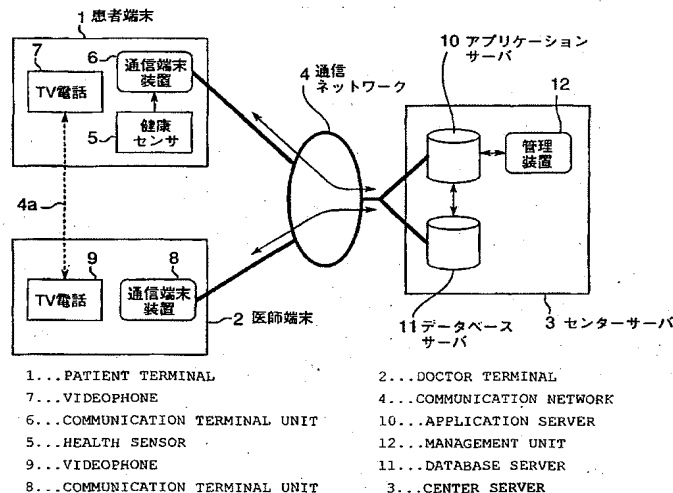 1 患者端末
6
通信端末
装置
7
TV電話
5
健康
センサ
4 通信
ネットワーク
10 アプリケーション
サーバ
12
管理
装置
4a
9
TV電話
8
通信端末
装置
2 医師端末
11 データベース
サーバ
3 センターサーバ
1...PATIENT TERMINAL
7...VIDEOPHONE
6...COMMUNICATION TERMINAL UNIT
5...HEALTH SENSOR
9...VIDEOPHONE
8...COMMUNICATION TERMINAL UNIT
2...DOCTOR TERMINAL
4...COMMUNICATION NETWORK
10...APPLICATION SERVER
12...MANAGEMENT UNIT
11...DATABASE SERVER
3...CENTER SERVER